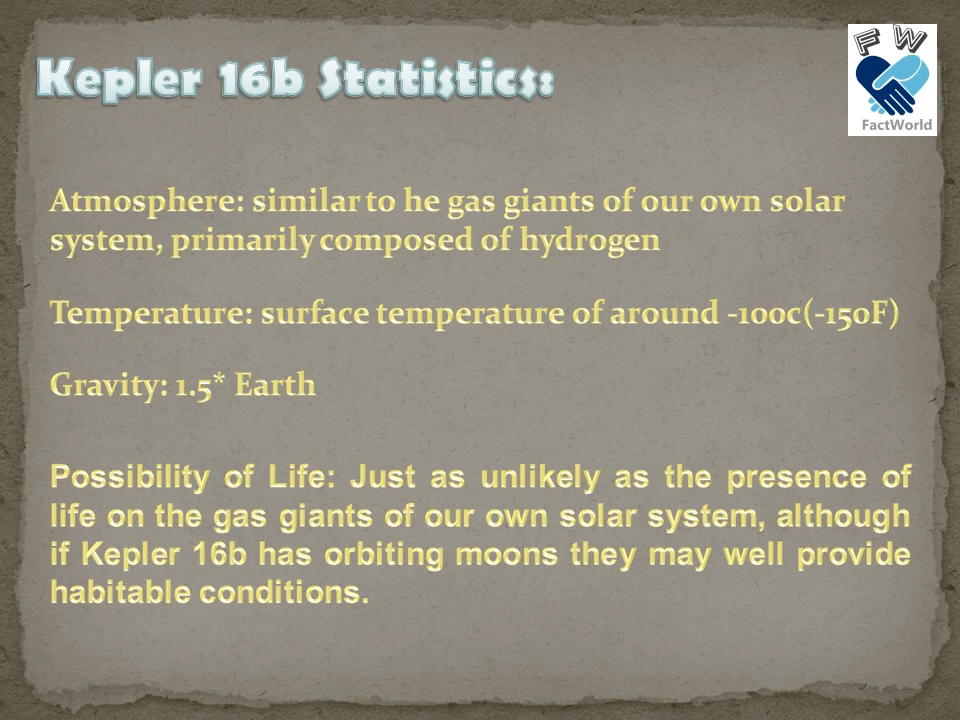 Kepler 16b Statistics:
FW
FactWorld
Atmosphere: similar to he gas giants of our own solar
system, primarily composed of hydrogen
Temperature: surface temperature of around -100c(-150F)
Gravity: 1.5* Earth
Possibility of Life: Just as unlikely as the presence of
life on the gas giants of our own solar system, although
if Kepler 16b has orbiting moons they may well provide
habitable conditions.